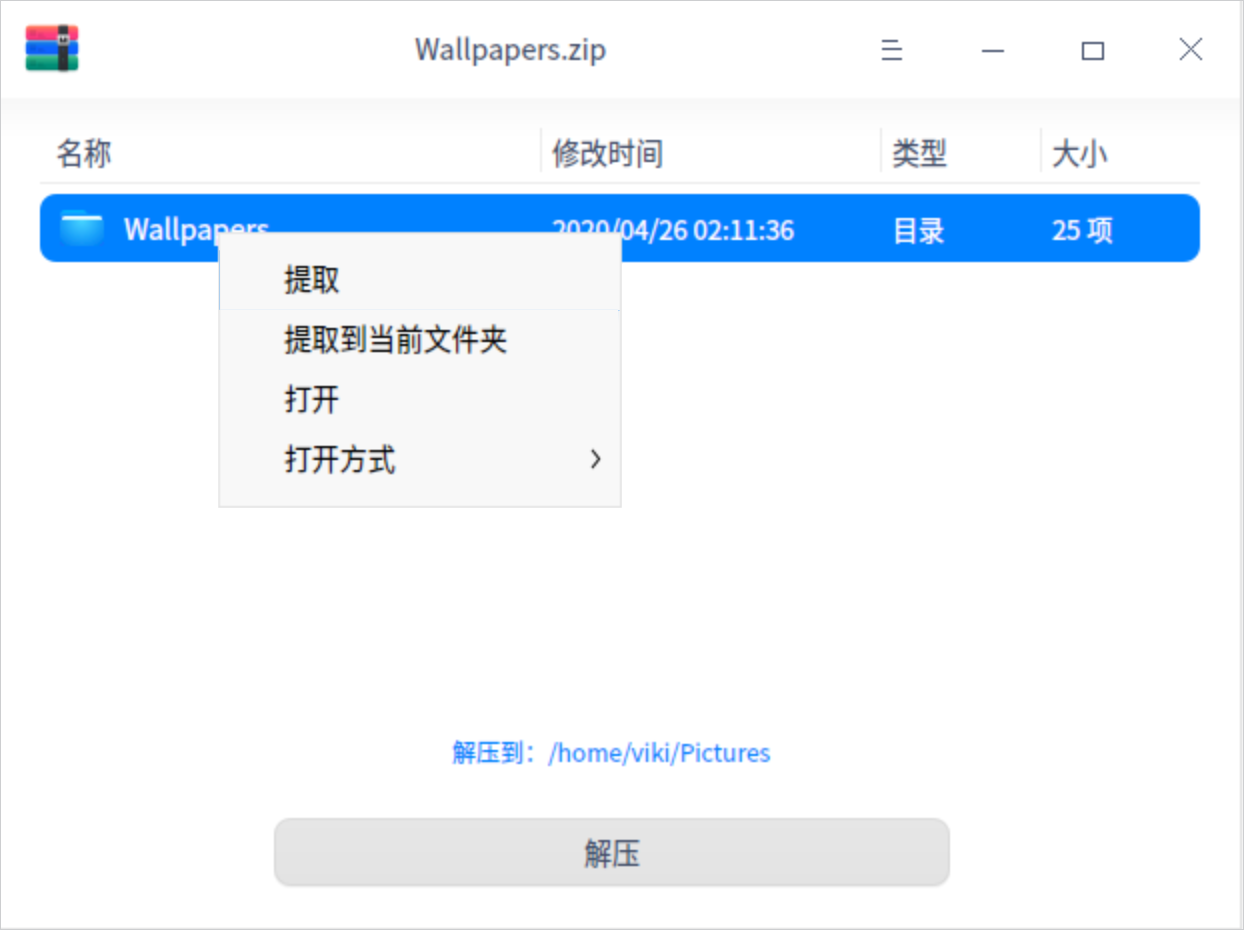 Wallpapers.zip
名称 修改时间 类型 大小
Wallpapers 2020/04/26 02:11:36 目录 25 项
提取
提取到当前文件夹
打开
打开方式
解压到：/home/viki/Pictures
解压